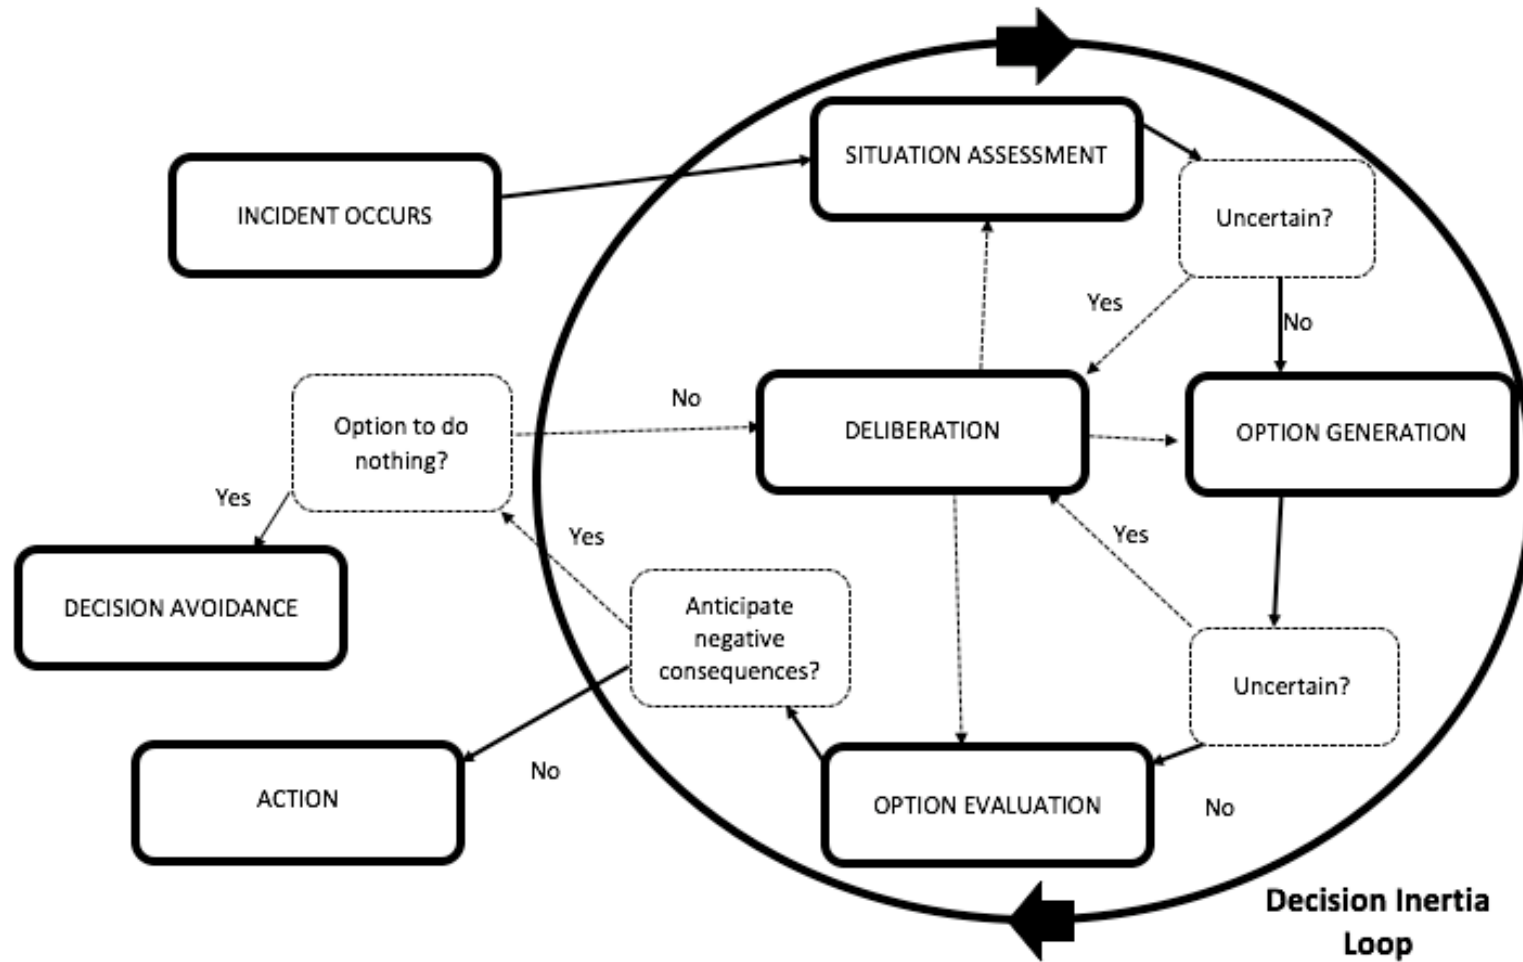 SITUATION ASSESSMENT
INCIDENT OCCURS
Uncertain?
Yes
No
Option to do
nothing?
No
DELIBERATION
OPTION GENERATION
Yes
Yes
Yes
DECISION AVOIDANCE
Anticipate
negative
consequences?
Uncertain?
No
ACTION
OPTION EVALUATION
No
Decision Inertia
Loop